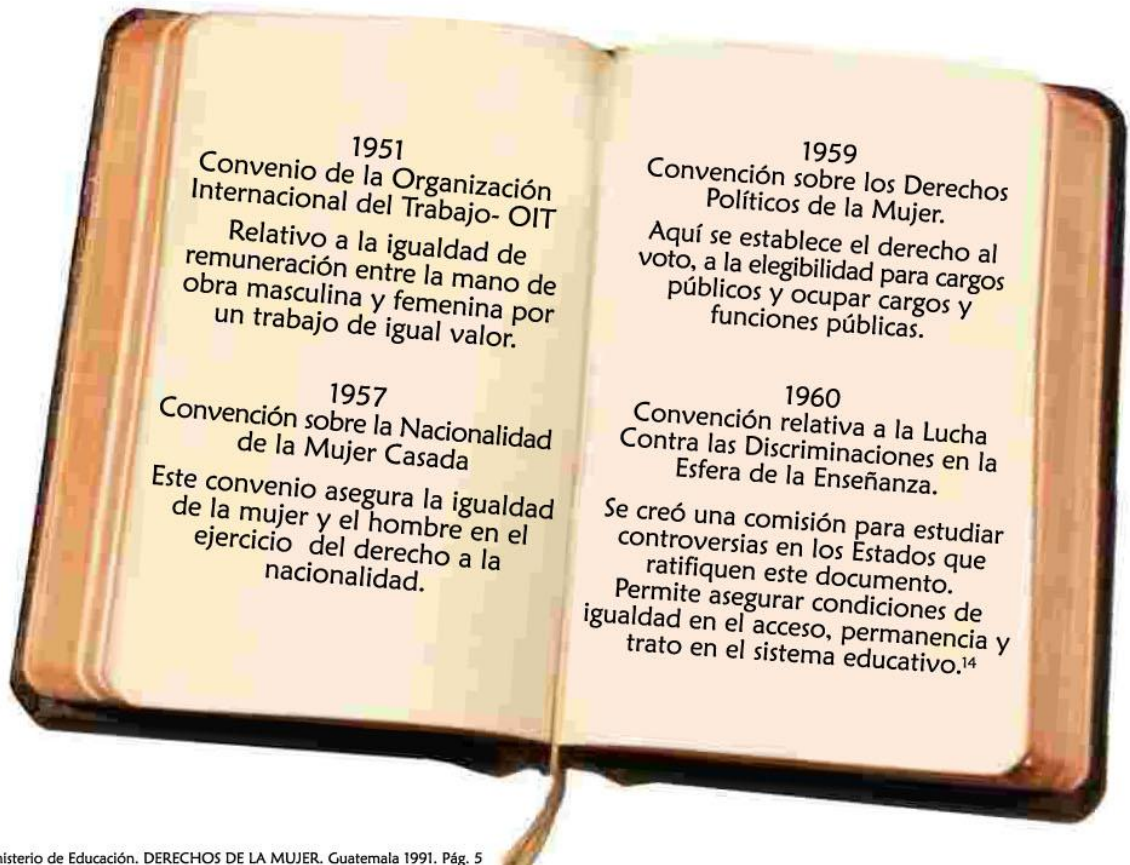 1951
Convenio de la Organización
Internacional del Trabajo- OIT
Relativo a la igualdad de
remuneración entre la mano de
obra masculina y femenina por
un trabajo de igual valor.
1957
Convención sobre la Nacionalidad
de la Mujer Casada
Este convenio asegura la igualdad
de la mujer y el hombre en el
ejercicio del derecho a la
nacionalidad.
1959
Convención sobre los Derechos
Políticos de la Mujer.
Aquí se establece el derecho al
voto, a la elegibilidad para cargos
públicos y ocupar cargos y
funciones públicas.
1960
Convención relativa a la Lucha
Contra las Discriminaciones en la
Esfera de la Enseñanza.
Se creó una comisión para estudiar
controversias en los Estados que
ratifiquen este documento.
Permite asegurar condiciones de
igualdad en el acceso, permanencia y
trato en el sistema educativo.¹⁴
de Educación. DERECHOS DE LA MUJER. Guatemala 1991. Pág. 5